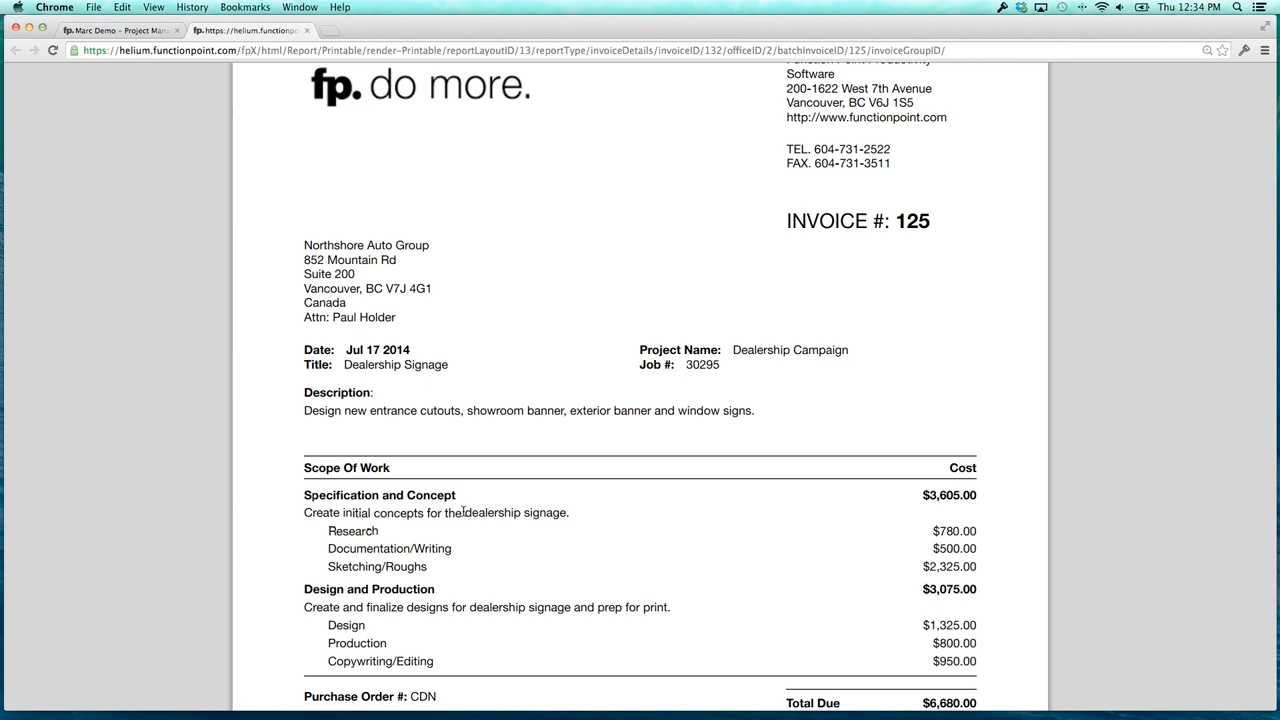 Chrome File Edit View History Bookmarks Window Help
Thu 12:34 PM
fp. Marc Demo – Project Mana
fp. https://helium.functionpo
https://helium.functionpoint.com/fpX/html/Report/Printable/render-Printable/reportLayoutID/13/reportType/invoiceDetails/invoiceID/132/officeID/2/batchInvoiceID/125/invoiceGroupID/
fp. do more.
Software
200-1622 West 7th Avenue
Vancouver, BC V6J 1S5
http://www.functionpoint.com
TEL. 604-731-2522
FAX. 604-731-3511
INVOICE #: 125
Northshore Auto Group
852 Mountain Rd
Suite 200
Vancouver, BC V7J 4G1
Canada
Attn: Paul Holder
Date: Jul 17 2014
Project Name: Dealership Campaign
Title: Dealership Signage
Job #: 30295
Description:
Design new entrance cutouts, showroom banner, exterior banner and window signs.
Scope Of Work Cost
Specification and Concept $3,605.00
Create initial concepts for the dealership signage.
Research $780.00
Documentation/Writing $500.00
Sketching/Roughs $2,325.00
Design and Production $3,075.00
Create and finalize designs for dealership signage and prep for print.
Design $1,325.00
Production $800.00
Copywriting/Editing $950.00
Purchase Order #: CDN
Total Due $6,680.00